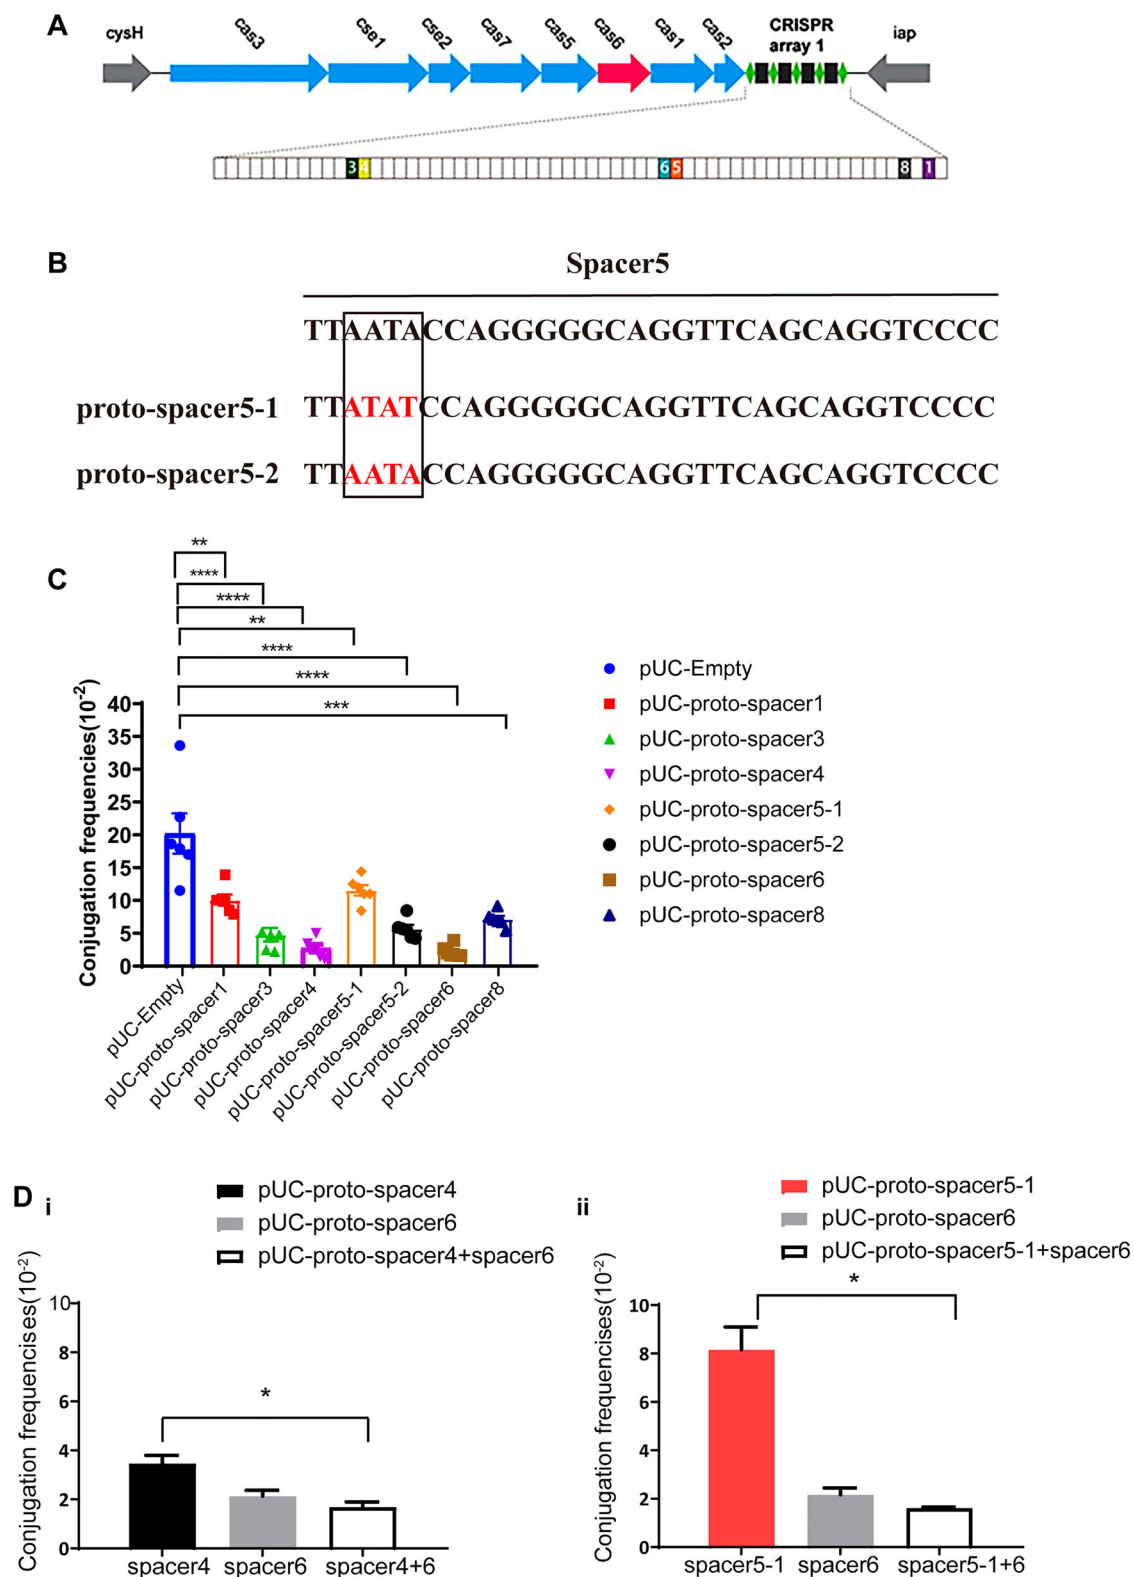 A
cysH cas3 cse1 cse2 cas7 cas5 cas6 cas1 cas2 CRISPR array 1 iap
3 4 6 5 8 1
B
Spacer5
TTAATACCAGGGGGCAGGTTCAGCAGGTCCCC
proto-spacer5-1 TTATATCCAGGGGGCAGGTTCAGCAGGTCCCC
proto-spacer5-2 TTAATACCAGGGGGCAGGTTCAGCAGGTCCCC
C
**
****
****
**
****
****
***
Conjugation frequencies(10-2)
40
35
30
25
20
15
10
5
0
pUC-Empty
pUC-proto-spacer1
pUC-proto-spacer3
pUC-proto-spacer4
pUC-proto-spacer5-1
pUC-proto-spacer5-2
pUC-proto-spacer6
pUC-proto-spacer8
pUC-Empty
pUC-proto-spacer1
pUC-proto-spacer3
pUC-proto-spacer4
pUC-proto-spacer5-1
pUC-proto-spacer5-2
pUC-proto-spacer6
pUC-proto-spacer8
D
i
pUC-proto-spacer4
pUC-proto-spacer6
pUC-proto-spacer4+spacer6
Conjugation frequencises(10-2)
10
8
6
4
2
0
*
spacer4 spacer6 spacer4+6
ii
pUC-proto-spacer5-1
pUC-proto-spacer6
pUC-proto-spacer5-1+spacer6
Conjugation frequencises(10-2)
10
8
6
4
2
0
*
spacer5-1 spacer6 spacer5-1+6